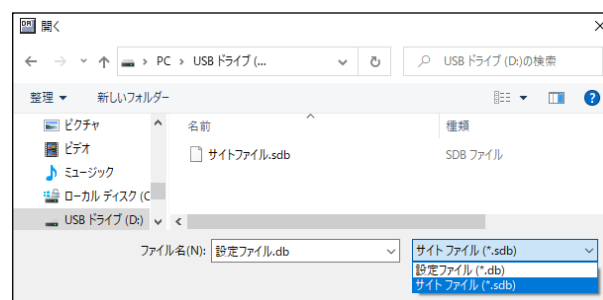 DRT 開く
PC › USB ドライブ (...
USB ドライブ (D:)の検索
整理 新しいフォルダー
ピクチャ
ビデオ
ミュージック
ローカル ディスク (C
USB ドライブ (D:)
名前 種類
サイトファイル.sdb SDB ファイル
ファイル名(N): 設定ファイル.db
サイトファイル (*.sdb)
設定ファイル (*.db)
サイトファイル (*.sdb)